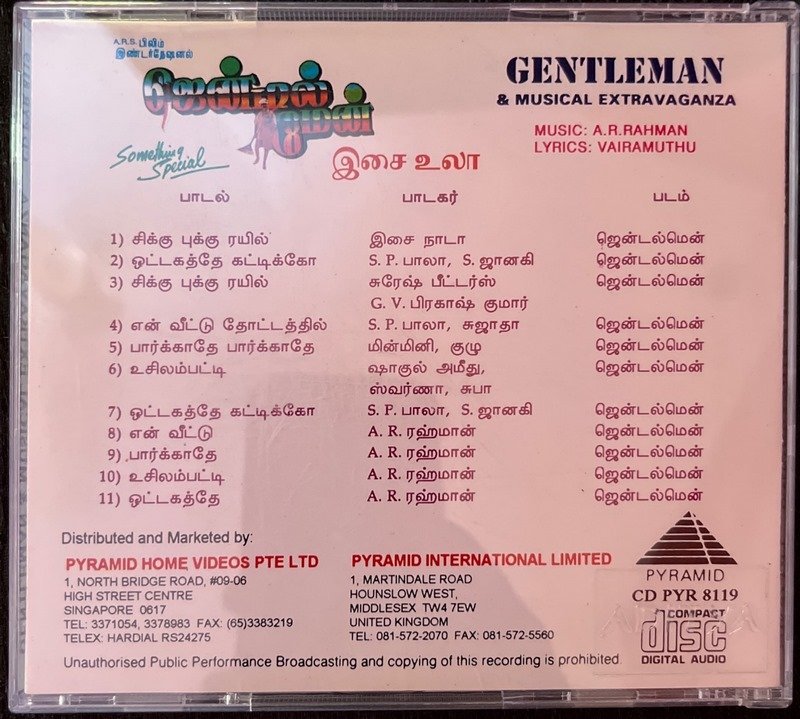 A.R.S. பிலிம்
இண்டர்நேஷனல்
ஜென்டில்
மேன்
Something
Special
இசை உலா
GENTLEMAN
& MUSICAL EXTRAVAGANZA
MUSIC: A.R.RAHMAN
LYRICS: VAIRAMUTHU
பாடல் பாடகர் படம்
1) சிக்கு புக்கு ரயில் இசை நாடா ஜென்டல்மென்
2) ஒட்டகத்தே கட்டிக்கோ S. P. பாலா, S. ஜானகி ஜென்டல்மென்
3) சிக்கு புக்கு ரயில் சுரேஷ் பீட்டர்ஸ் ஜென்டல்மென்
G. V. பிரகாஷ் குமார்
4) என் வீட்டு தோட்டத்தில் S. P. பாலா, சுஜாதா ஜென்டல்மென்
5) பார்க்காதே பார்க்காதே மின்மினி, குழு ஜென்டல்மென்
6) உசிலம்பட்டி ஷாகுல் அமீது, ஜென்டல்மென்
ஸ்வர்ணா, சுபா
7) ஒட்டகத்தே கட்டிக்கோ S. P. பாலா, S. ஜானகி ஜென்டல்மென்
8) என் வீட்டு A. R. ரஹ்மான் ஜென்டல்மென்
9) பார்க்காதே A. R. ரஹ்மான் ஜென்டல்மென்
10) உசிலம்பட்டி A. R. ரஹ்மான் ஜென்டல்மென்
11) ஒட்டகத்தே A. R. ரஹ்மான் ஜென்டல்மென்
Distributed and Marketed by:
PYRAMID HOME VIDEOS PTE LTD
1, NORTH BRIDGE ROAD, #09-06
HIGH STREET CENTRE
SINGAPORE 0617
TEL: 3371054, 3378983 FAX: (65)3383219
TELEX: HARDIAL RS24275
PYRAMID INTERNATIONAL LIMITED
1, MARTINDALE ROAD
HOUNSLOW WEST,
MIDDLESEX TW4 7EW
UNITED KINGDOM
TEL: 081-572-2070 FAX: 081-572-5560
PYRAMID
CD PYR 8119
COMPACT
disc
DIGITAL AUDIO
Unauthorised Public Performance Broadcasting and copying of this recording is prohibited